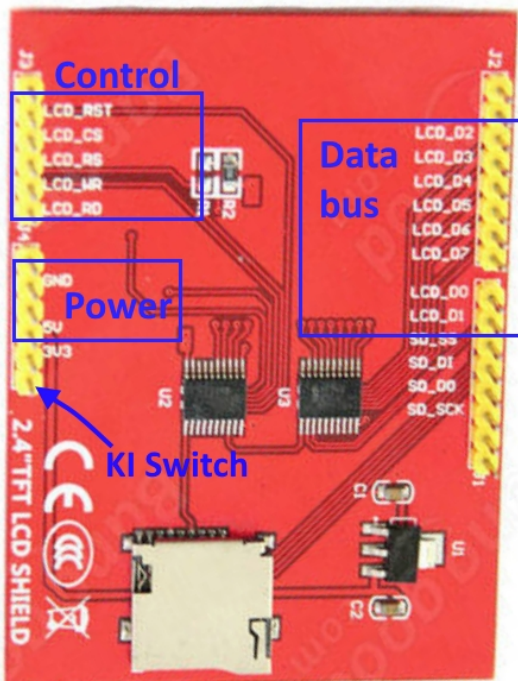 J3
J2
Control
LCD_RST
LCD_CS
LCD_RS
LCD_WR
LCD_RD
R2
Data
bus
LCD_D2
LCD_D3
LCD_D4
LCD_D5
LCD_D6
LCD_D7
LCD_D0
LCD_D1
SD_SS
SD_DI
SD_DO
SD_SCK
GND
Power
5V
3V3
U2
U3
KI Switch
2.4"TFT LCD SHIELD
CE
CCC
C1
U1
C2